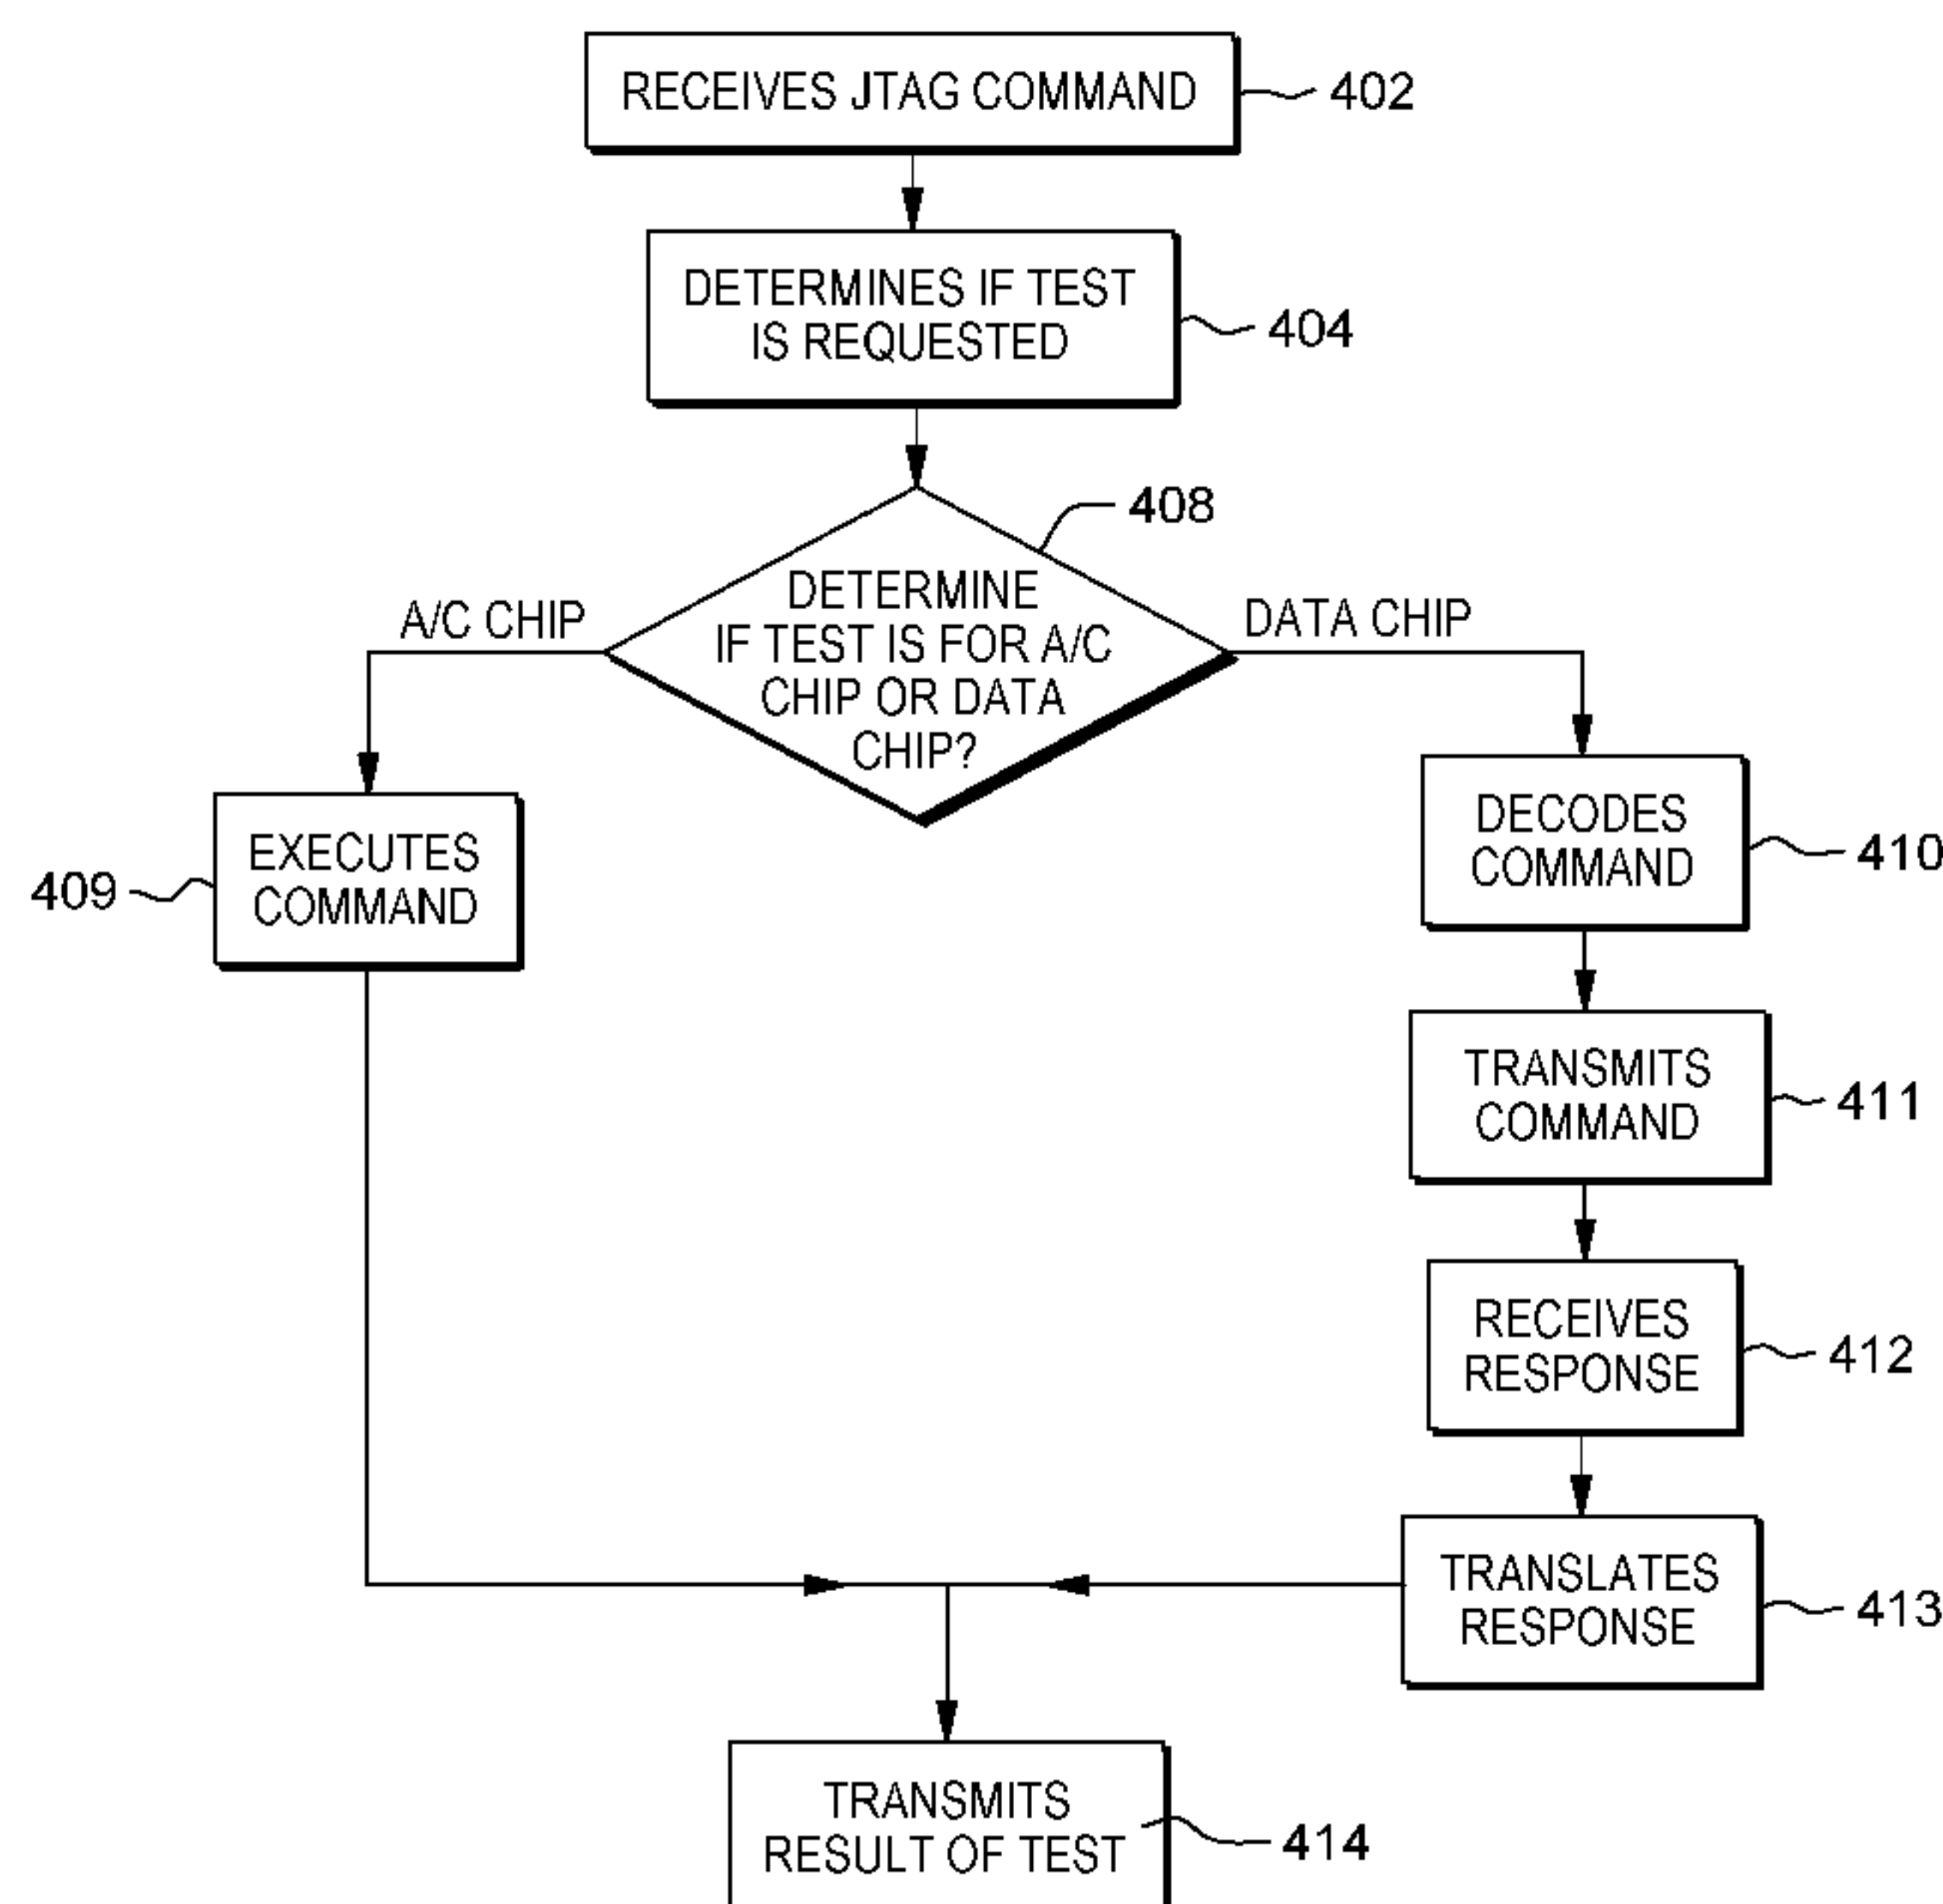 RECEIVES JTAG COMMAND
402
DETERMINES IF TEST
IS REQUESTED
404
408
DETERMINE
IF TEST IS FOR A/C
CHIP OR DATA
CHIP?
A/C CHIP
DATA CHIP
EXECUTES
COMMAND
409
DECODES
COMMAND
410
TRANSMITS
COMMAND
411
RECEIVES
RESPONSE
412
TRANSLATES
RESPONSE
413
TRANSMITS
RESULT OF TEST
414